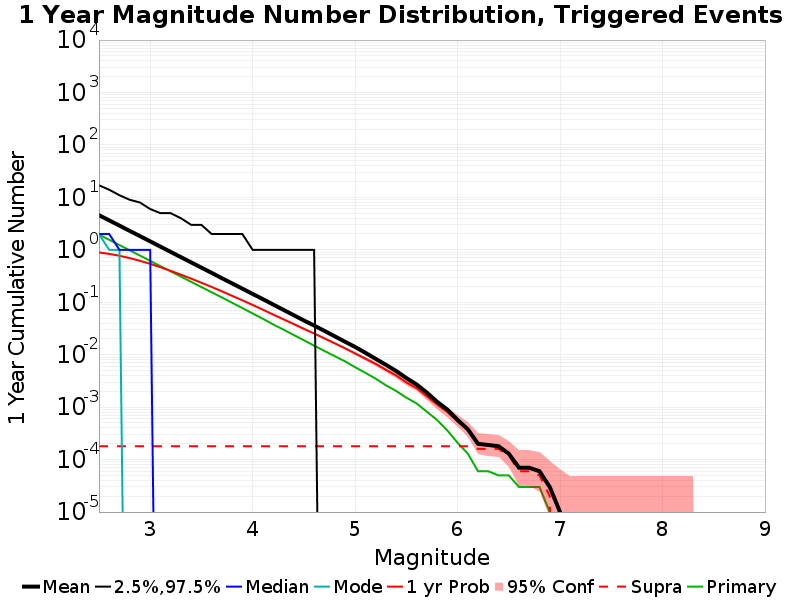 1 Year Magnitude Number Distribution, Triggered Events
1 Year Cumulative Number
10^4
10^3
10^2
10^1
10^0
10^-1
10^-2
10^-3
10^-4
10^-5
3 4 5 6 7 8 9
Magnitude
Mean 2.5%,97.5% Median Mode 1 yr Prob 95% Conf Supra Primary